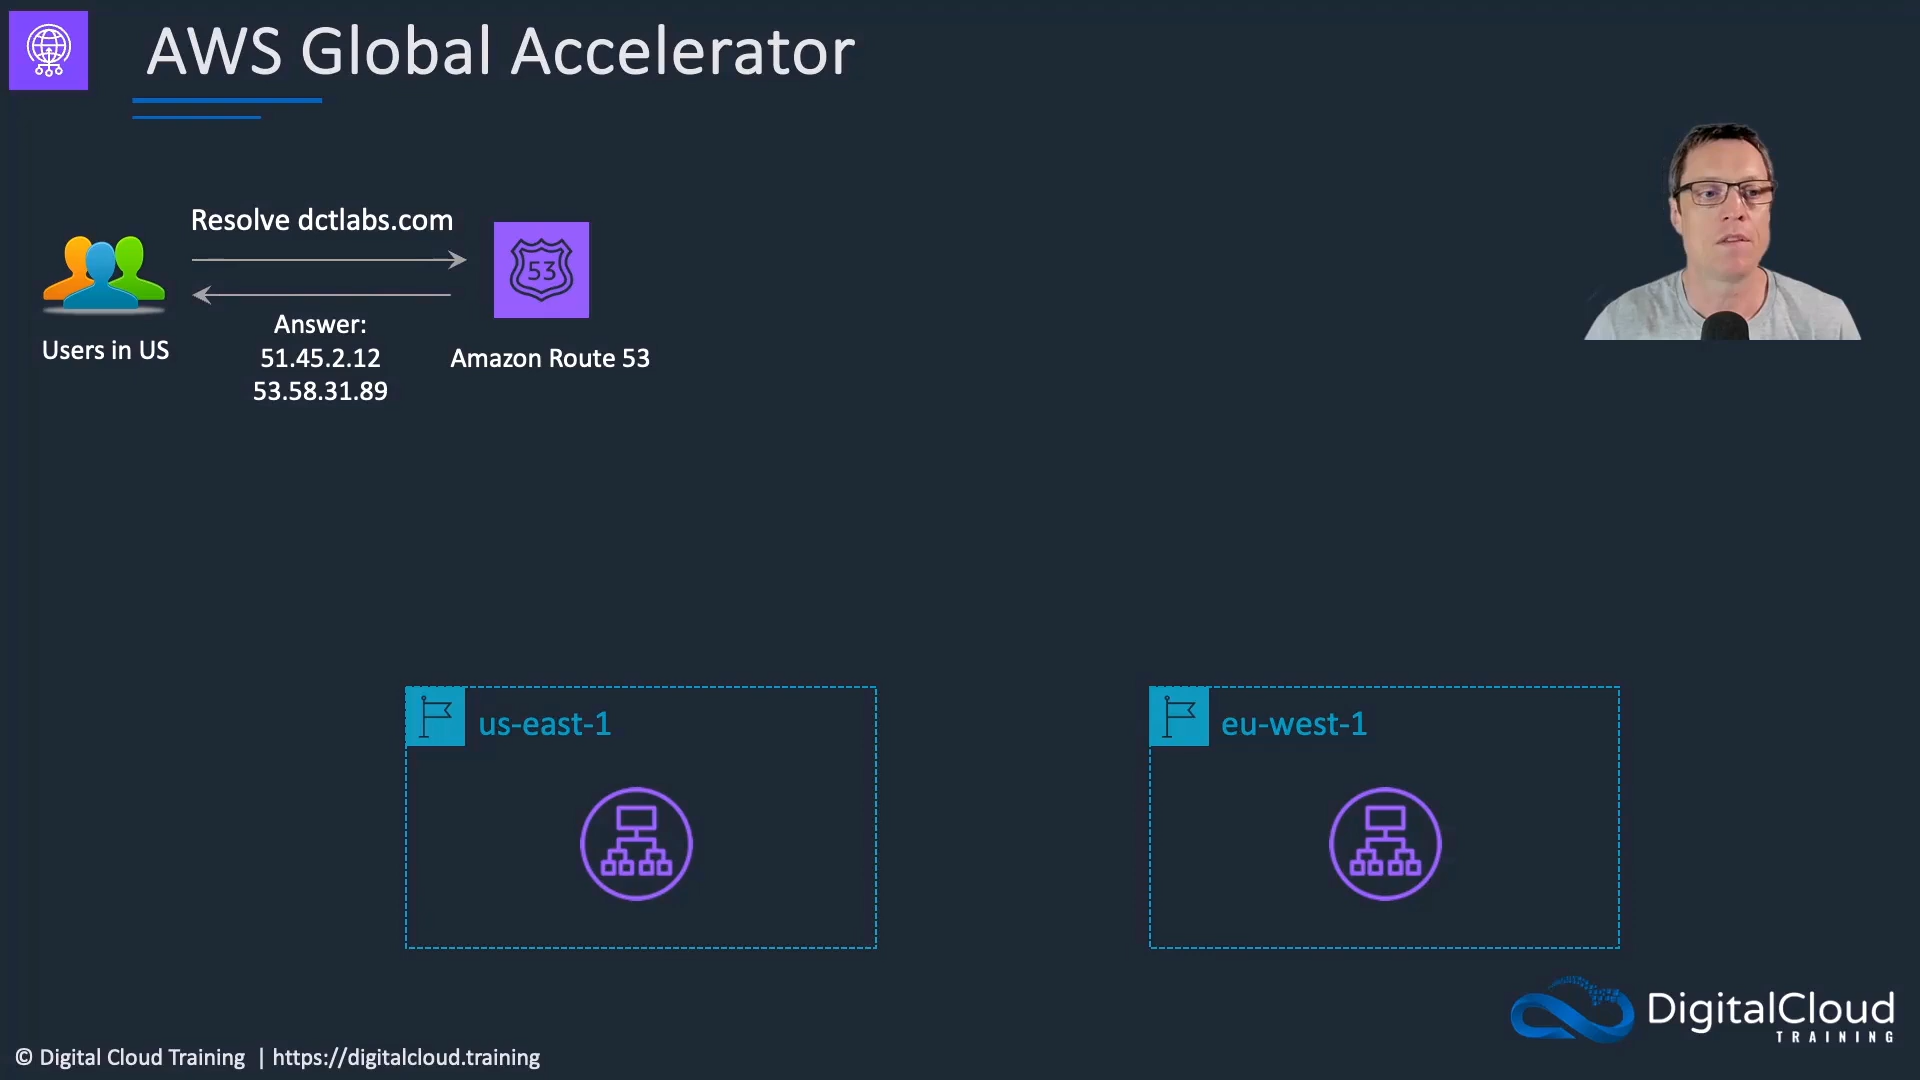 AWS Global Accelerator
Resolve dctlabs.com
53
Answer:
51.45.2.12
53.58.31.89
Users in US
Amazon Route 53
us-east-1
eu-west-1
DigitalCloud
TRAINING
© Digital Cloud Training | https://digitalcloud.training